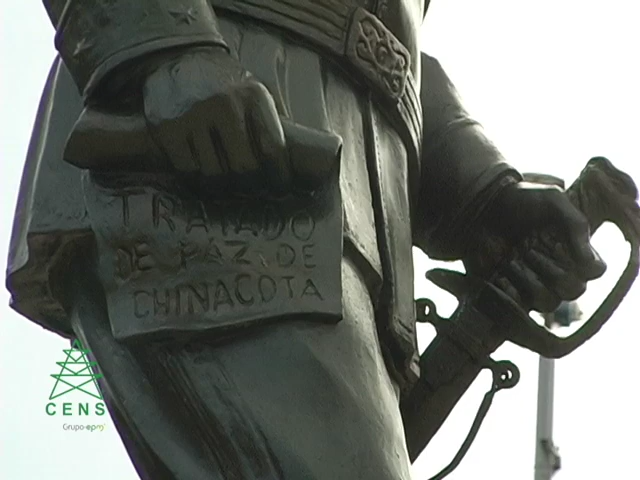 TRATADO
DE PAZ DE
CHINACOTA
CENS
Grupo·epm